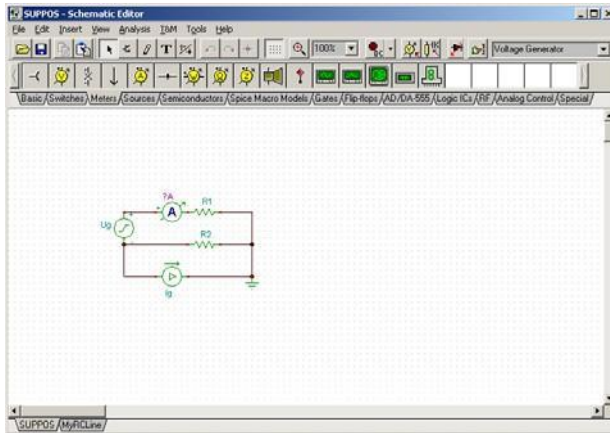 SUPPOS - Schematic Editor
File Edit Insert View Analysis T&M Tools Help
100% Voltage Generator
Basic Switches Meters Sources Semiconductors Spice Macro Models Gates Flip-flops AD/DA-555 Logic ICs RF Analog Control Special
?A
R1
A
Ug
R2
Ig
SUPPOS MyRCLine